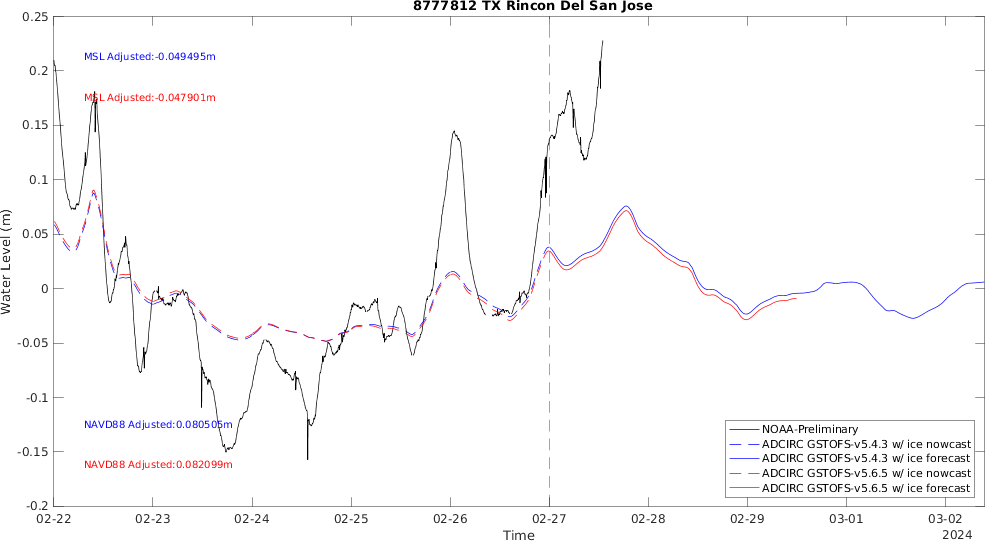 8777812 TX Rincon Del San Jose
0.25
0.2
0.15
0.1
0.05
0
-0.05
-0.1
-0.15
-0.2
Water Level (m)
MSL Adjusted:-0.049495m
MSL Adjusted:-0.047901m
NAVD88 Adjusted:0.080505m
NAVD88 Adjusted:0.082099m
NOAA-Preliminary
ADCIRC GSTOFS-v5.4.3 w/ ice nowcast
ADCIRC GSTOFS-v5.4.3 w/ ice forecast
ADCIRC GSTOFS-v5.6.5 w/ ice nowcast
ADCIRC GSTOFS-v5.6.5 w/ ice forecast
02-22 02-23 02-24 02-25 02-26 02-27 02-28 02-29 03-01 03-02
Time
2024